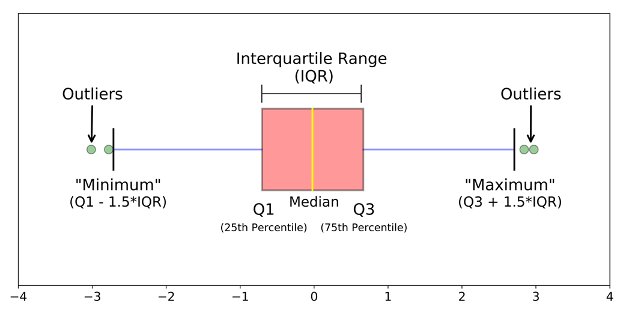 Interquartile Range
(IQR)
Outliers
Outliers
"Minimum"
(Q1 - 1.5*IQR)
"Maximum"
(Q3 + 1.5*IQR)
Q1
Median
Q3
(25th Percentile)
(75th Percentile)
−4 −3 −2 −1 0 1 2 3 4